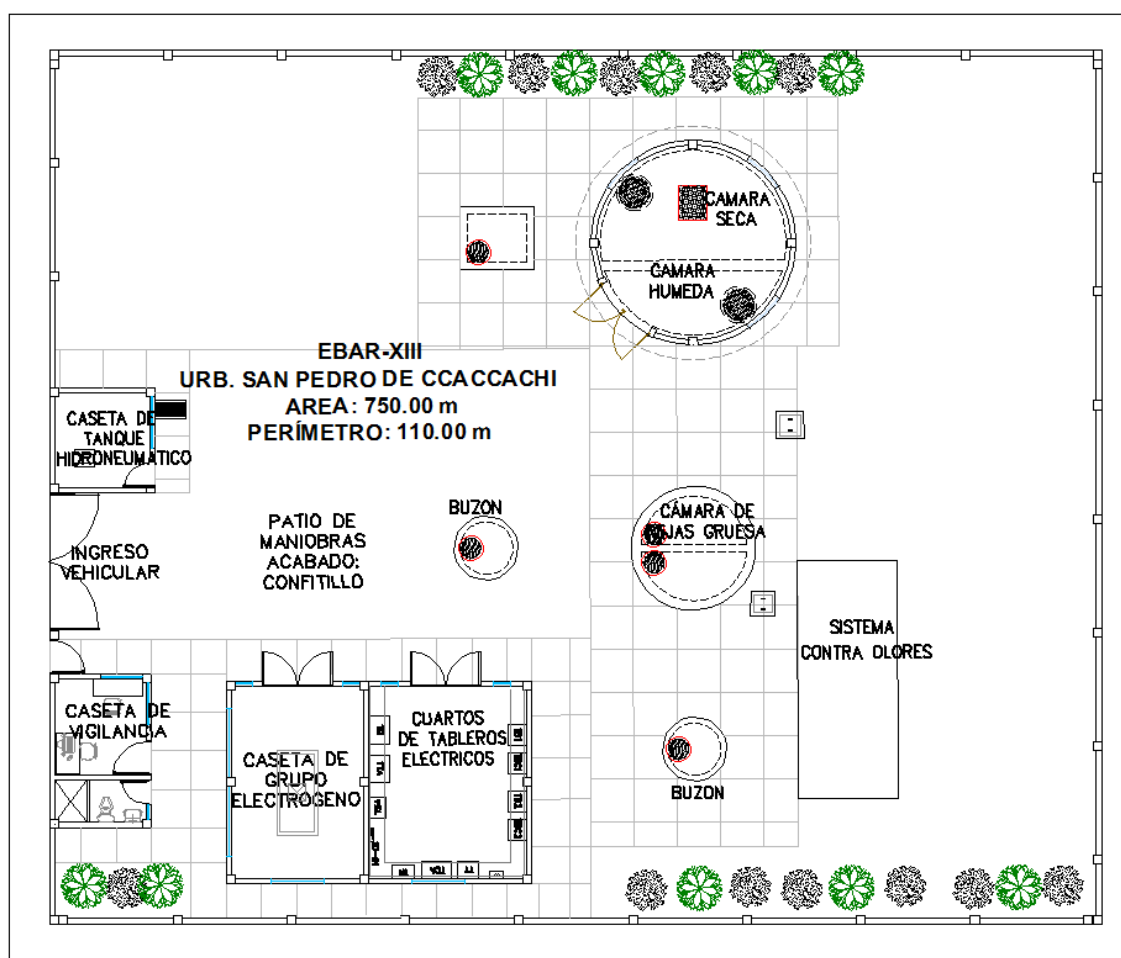 CAMARA
SECA
CAMARA
HUMEDA
EBAR-XIII
URB. SAN PEDRO DE CCACCACHI
AREA: 750.00 m
PERÍMETRO: 110.00 m
CASETA DE
TANQUE
HIDRONEUMATICO
BUZON
CÁMARA DE
JAS GRUESA
PATIO DE
MANIOBRAS
ACABADO:
CONFITILLO
INGRESO
VEHICULAR
SISTEMA
CONTRA OLORES
CASETA DE
VIGILANCIA
CUARTOS
DE TABLEROS
ELECTRICOS
CASETA DE
GRUPO
ELECTROGENO
BUZON